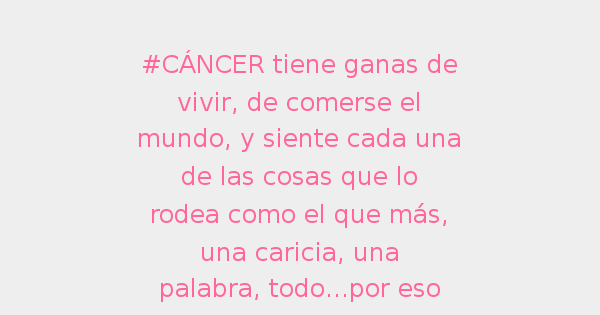 #CÁNCER tiene ganas de
vivir, de comerse el
mundo, y siente cada una
de las cosas que lo
rodea como el que más,
una caricia, una
palabra, todo...por eso